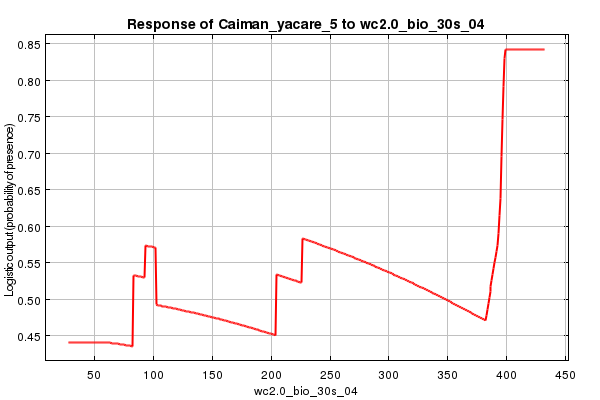 Response of Caiman_yacare_5 to wc2.0_bio_30s_04
Logistic output (probability of presence)
0.85
0.80
0.75
0.70
0.65
0.60
0.55
0.50
0.45
50 100 150 200 250 300 350 400 450
wc2.0_bio_30s_04